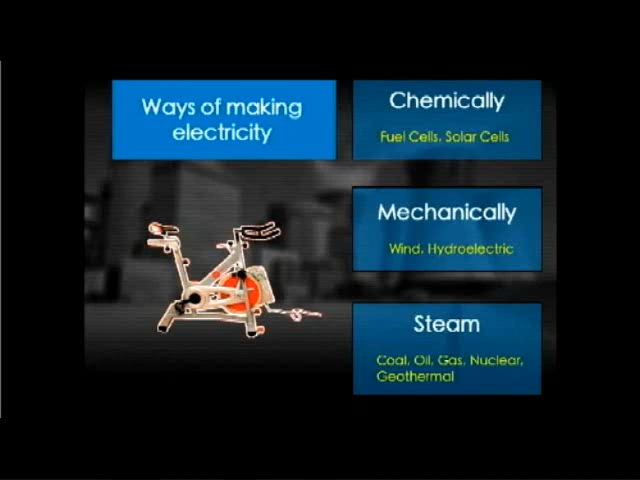 Ways of making
electricity
Chemically
Fuel Cells, Solar Cells
Mechanically
Wind, Hydroelectric
Steam
Coal, Oil, Gas, Nuclear,
Geothermal